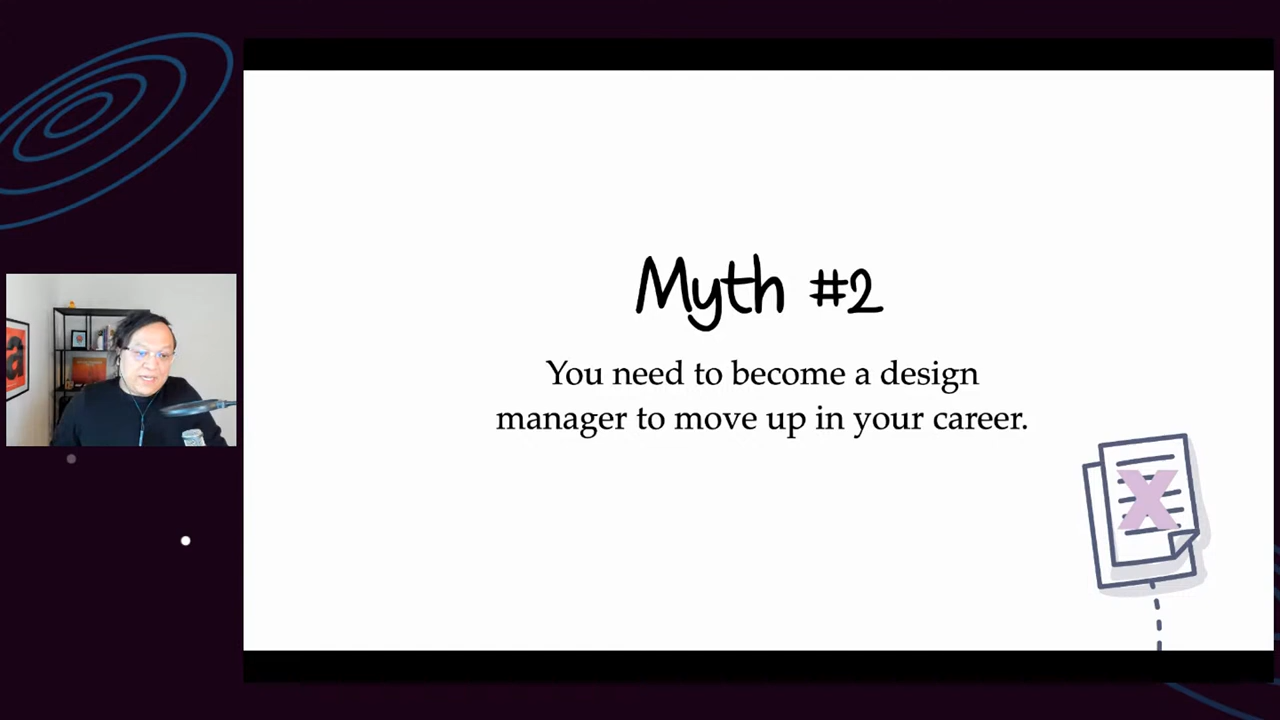 Myth #2
You need to become a design
manager to move up in your career.
X
a